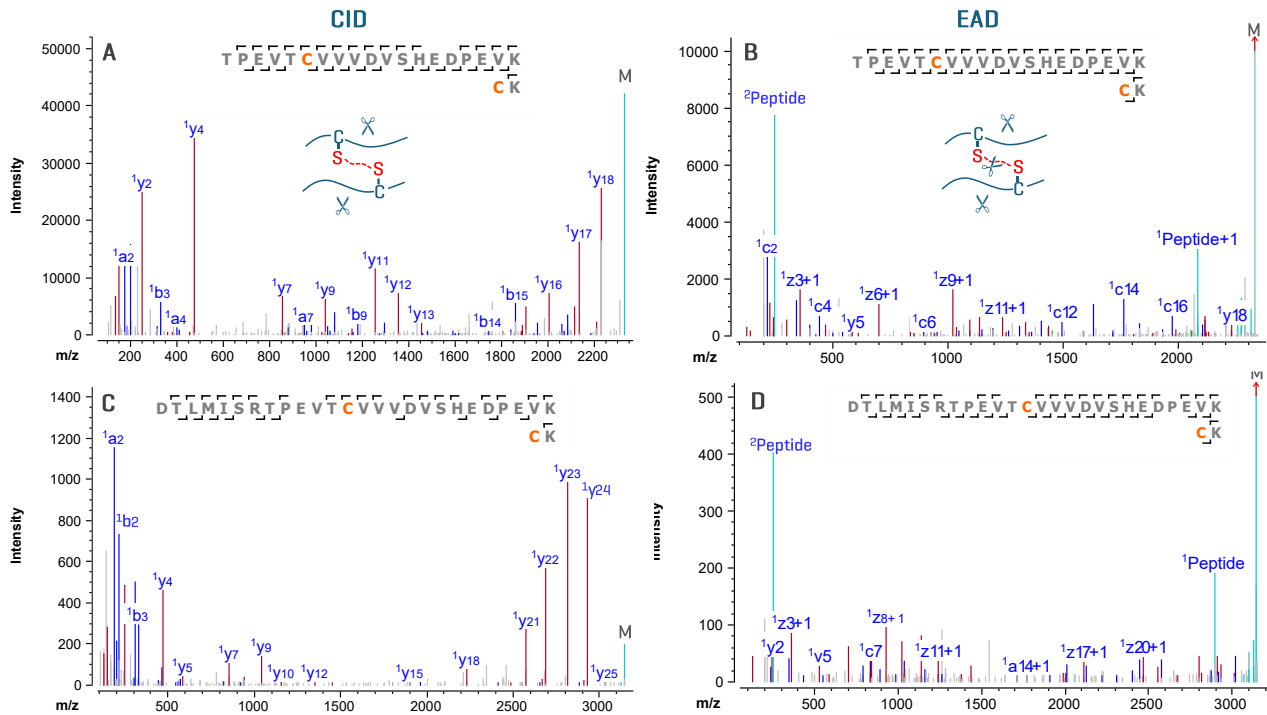 CID
EAD
A
TPEVTCVVVDVSHEDPEVK
CK
M
50000
40000
30000
20000
10000
0
Intensity
1y2
1y4
1a2
1b3
1y7
1a7
1y9
1b9
1y11
1y12
1y13
1b14
1b15
1y16
1y17
1y18
C
S
S
C
m/z
200 400 600 800 1000 1200 1400 1600 1800 2000 2200
B
TPEVTCVVVDVSHEDPEVK
CK
M
10000
8000
6000
4000
2000
0
Intensity
2Peptide
1c2
1z3+1
1c4
1y5
1z6+1
1c6
1z9+1
1z11+1
1c12
1c14
1c16
1Peptide+1
1y18
C
S
S
C
m/z
500 1000 1500 2000
C
DTLMISRTPEVTCVVVDVSHEDPEVK
CK
M
1400
1200
1000
800
600
400
200
0
Intensity
1a2
1b2
1b3
1y4
1y5
1y7
1y9
1y10
1y12
1y15
1y18
1y21
1y22
1y23
1y24
1y25
m/z
500 1000 1500 2000 2500 3000
D
DTLMISRTPEVTCVVVDVSHEDPEVK
CK
M
500
400
300
200
100
0
Intensity
2Peptide
1y2
1z3+1
1v5
1c7
1z8+1
1z11+1
1a14+1
1z17+1
1z20+1
1Peptide
m/z
500 1000 1500 2000 2500 3000